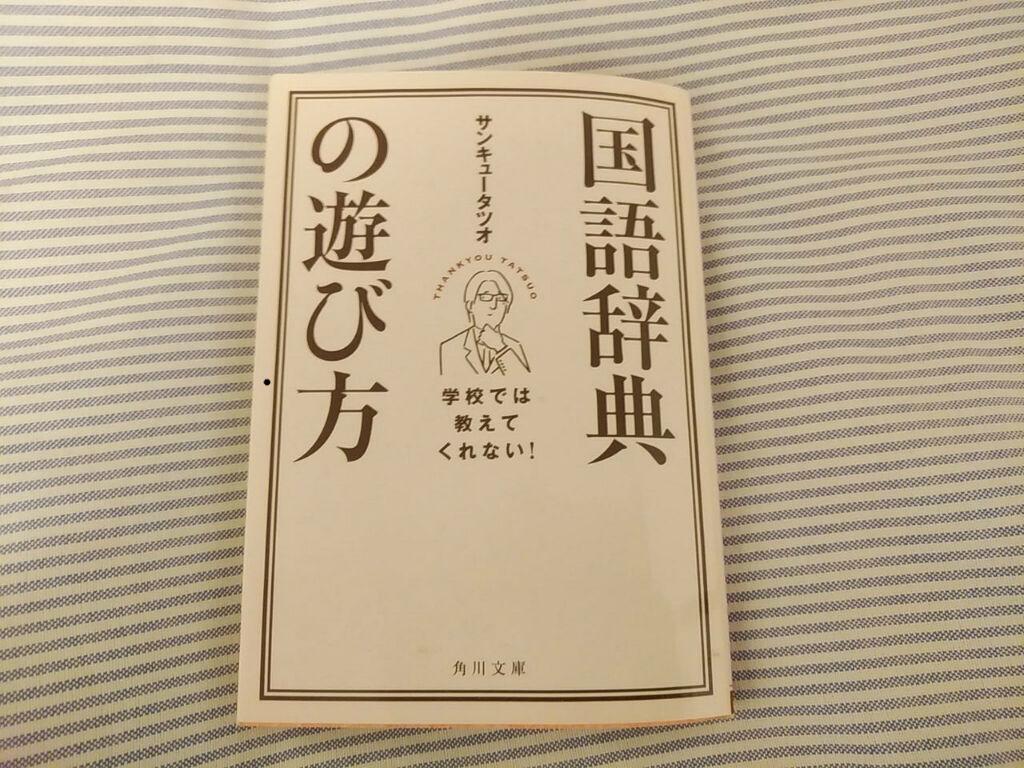 国語辞典
の遊び方
サンキュータツオ
THANKYOU TATSUO
学校では
教えて
くれない！
角川文庫